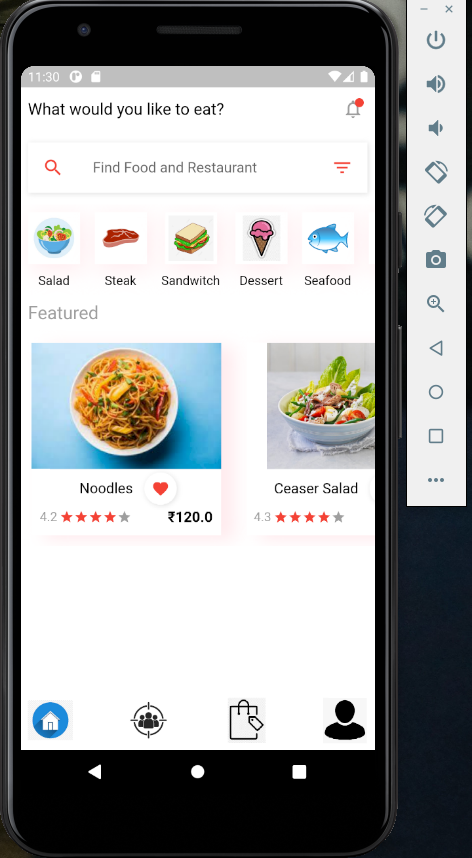 11:30
What would you like to eat?
Find Food and Restaurant
Salad Steak Sandwitch Dessert Seafood
Featured
Noodles
4.2 ₹120.0
Ceaser Salad
4.3